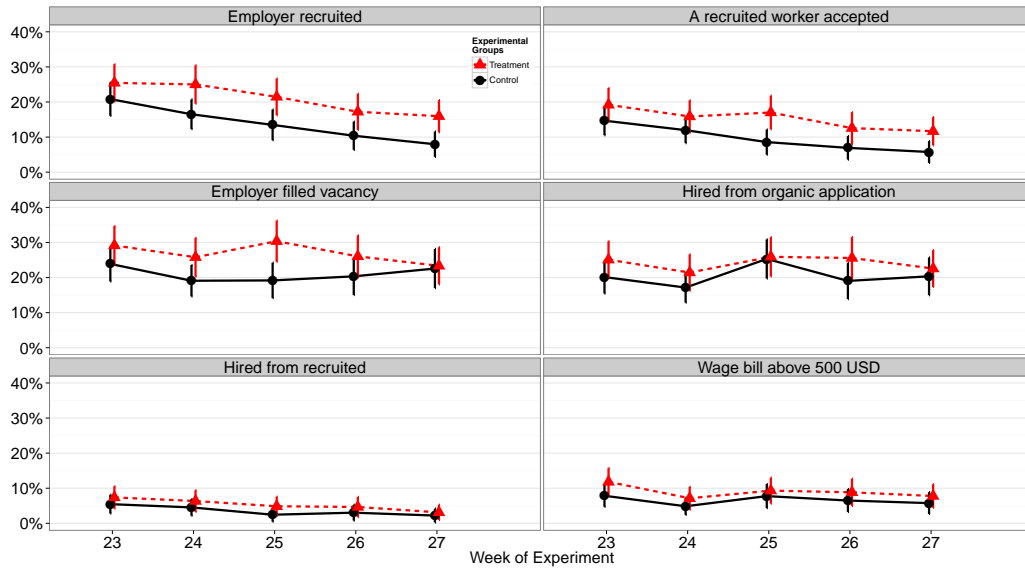 Employer recruited
A recruited worker accepted
40%
30%
20%
10%
0%
Experimental
Groups
Treatment
Control
Employer filled vacancy
Hired from organic application
40%
30%
20%
10%
0%
Hired from recruited
Wage bill above 500 USD
40%
30%
20%
10%
0%
23 24 25 26 27 23 24 25 26 27
Week of Experiment